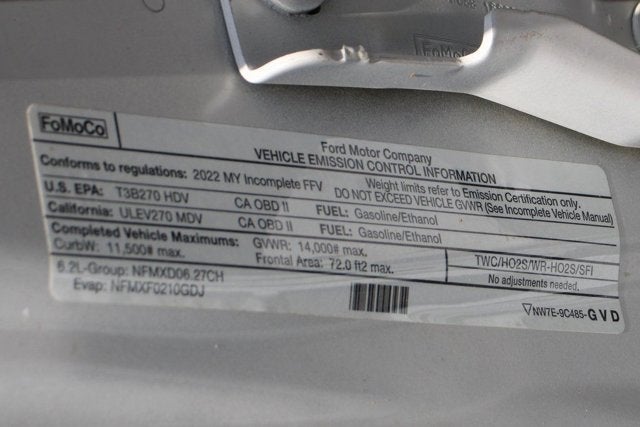 FoMoCo
FoMoCo
Ford Motor Company
VEHICLE EMISSION CONTROL INFORMATION
Conforms to regulations: 2022 MY Incomplete FFV
Weight limits refer to Emission Certification only.
DO NOT EXCEED VEHICLE GVWR (See Incomplete Vehicle Manual)
U.S. EPA: T3B270 HDV CA OBD II FUEL: Gasoline/Ethanol
California: ULEV270 MDV CA OBD II FUEL: Gasoline/Ethanol
Completed Vehicle Maximums: GVWR: 14,000# max.
CurbW: 11,500# max. Frontal Area: 72.0 ft2 max.
TWC/HO2S/WR-HO2S/SFI
No adjustments needed.
6.2L-Group: NFMXD06.27CH
Evap: NFMXF0210GDJ
▽NW7E-9C485-GVD